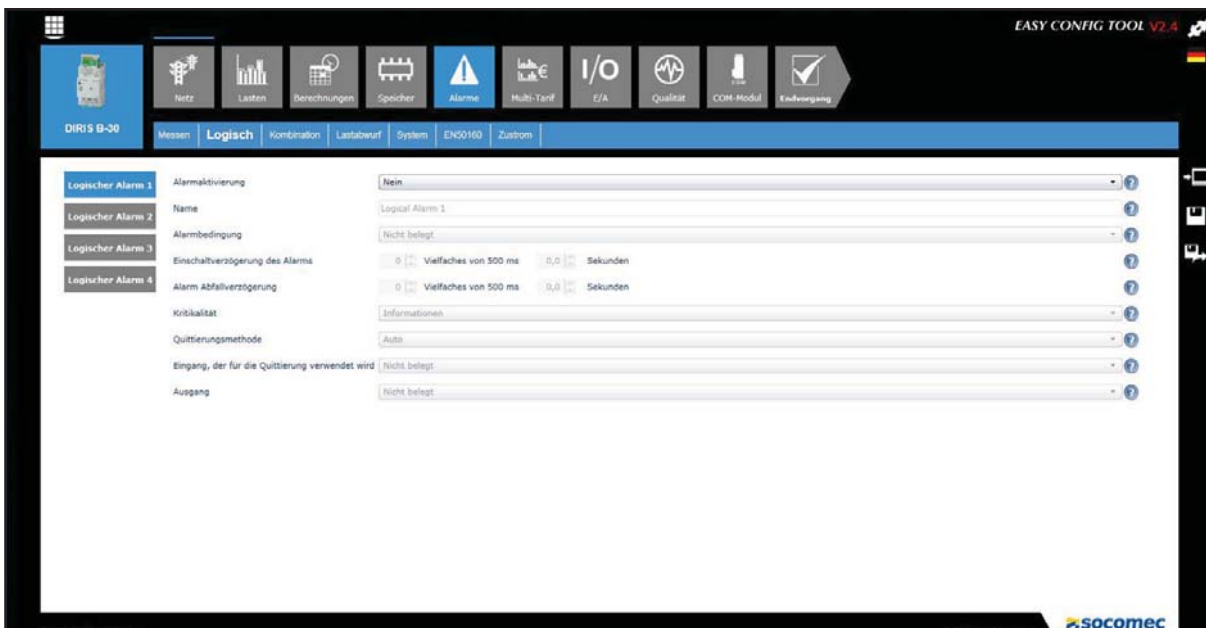 EASY CONFIG TOOL V2.4
DIRIS B-30
Netz
Lasten
Berechnungen
Speicher
Alarme
Multi-Tarif
I/O
E/A
Qualität
COM
COM-Modul
Endvorgang
Messen
Logisch
Kombination
Lastabwurf
System
EN50160
Zustrom
Logischer Alarm 1
Logischer Alarm 2
Logischer Alarm 3
Logischer Alarm 4
Alarmaktivierung Nein
Name Logical Alarm 1
Alarmbedingung Nicht belegt
Einschaltverzögerung des Alarms 0 Vielfaches von 500 ms 0,0 Sekunden
Alarm Abfallverzögerung 0 Vielfaches von 500 ms 0,0 Sekunden
Kritikalität Informationen
Quittierungsmethode Auto
Eingang, der für die Quittierung verwendet wird Nicht belegt
Ausgang Nicht belegt
socomec